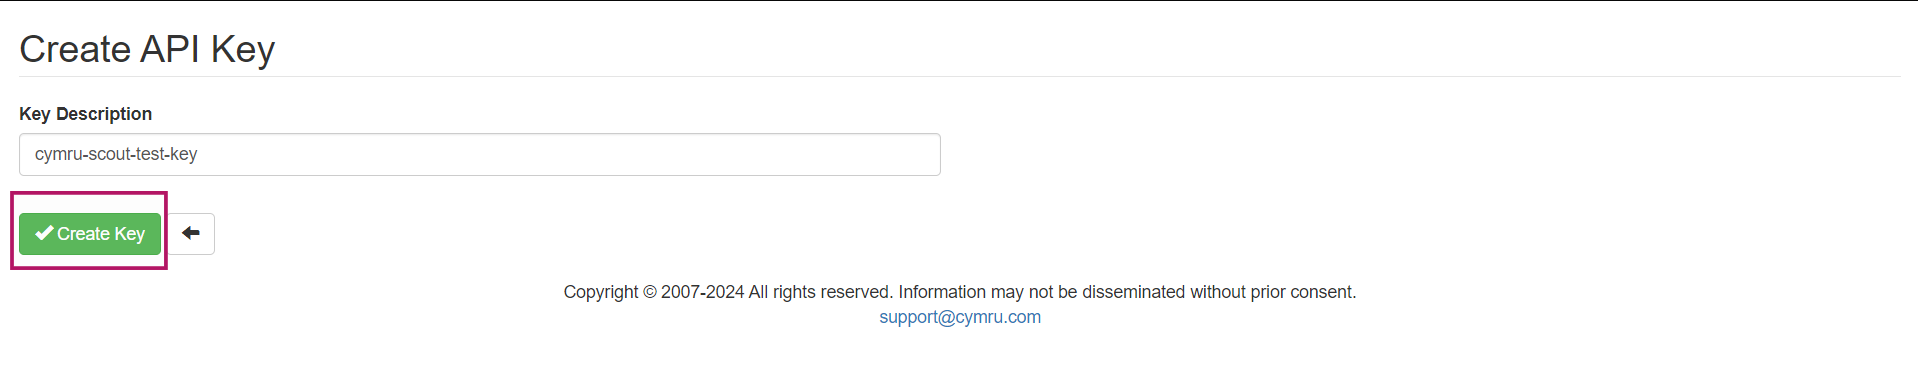 Create API Key
Key Description
cymru-scout-test-key
Create Key
Copyright © 2007-2024 All rights reserved. Information may not be disseminated without prior consent.
support@cymru.com